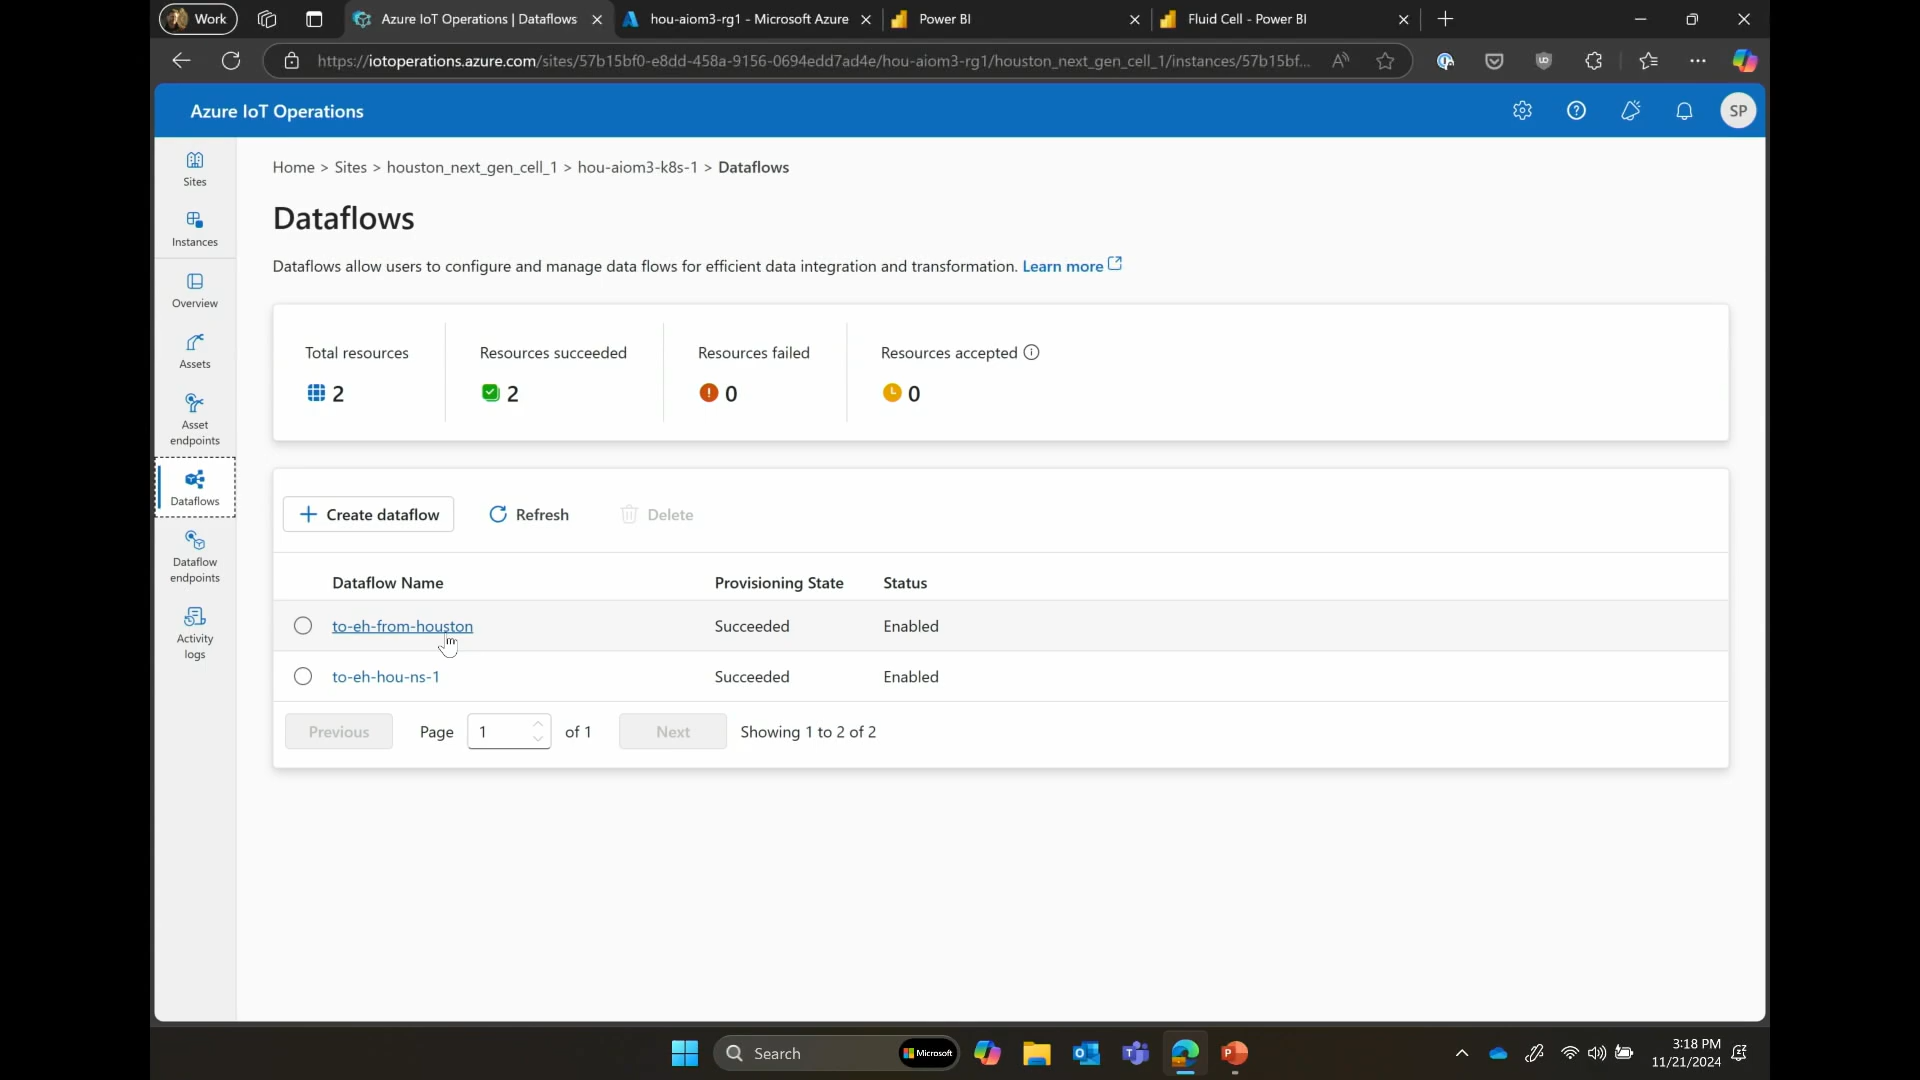 Work
Azure IoT Operations | Dataflows
hou-aiom3-rg1 - Microsoft Azure
Power BI
Fluid Cell - Power BI
https://iotoperations.azure.com/sites/57b15bf0-e8dd-458a-9156-0694edd7ad4e/hou-aiom3-rg1/houston_next_gen_cell_1/instances/57b15bf...
Azure IoT Operations
SP
Sites
Instances
Overview
Assets
Asset
endpoints
Dataflows
Dataflow
endpoints
Activity
logs
Home > Sites > houston_next_gen_cell_1 > hou-aiom3-k8s-1 > Dataflows
Dataflows
Dataflows allow users to configure and manage data flows for efficient data integration and transformation. Learn more
Total resources
2
Resources succeeded
2
Resources failed
0
Resources accepted
0
Create dataflow
Refresh
Delete
Dataflow Name Provisioning State Status
to-eh-from-houston Succeeded Enabled
to-eh-hou-ns-1 Succeeded Enabled
Previous Page 1 of 1 Next Showing 1 to 2 of 2
Search
Microsoft
3:18 PM
11/21/2024